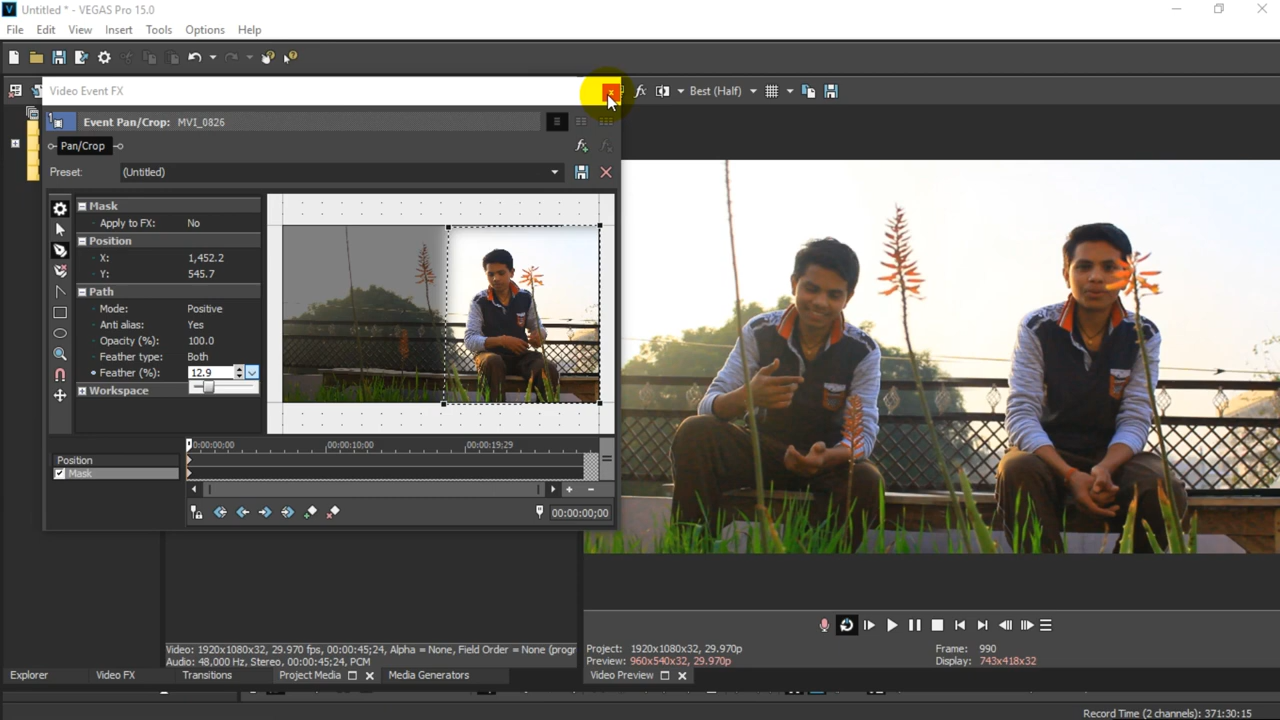 Untitled * - VEGAS Pro 15.0
File Edit View Insert Tools Options Help
Video Event FX
Best (Half)
Event Pan/Crop: MVI_0826
Pan/Crop
Preset: (Untitled)
Mask
Apply to FX: No
Position
X: 1,452.2
Y: 545.7
Path
Mode: Positive
Anti alias: Yes
Opacity (%): 100.0
Feather type: Both
Feather (%): 12.9
Workspace
0:00:00;00 00:00:10;00 00:00:19;29
Position
Mask
00:00:00;00
Video: 1920x1080x32, 29.970 fps, 00:00:45;24, Alpha = None, Field Order = None (progr
Audio: 48,000 Hz, Stereo, 00:00:45;24, PCM
Project: 1920x1080x32, 29.970p
Frame: 990
Preview: 960x540x32, 29.970p
Display: 743x418x32
Explorer Video FX Transitions Project Media Media Generators
Video Preview
Record Time (2 channels): 371:30:15